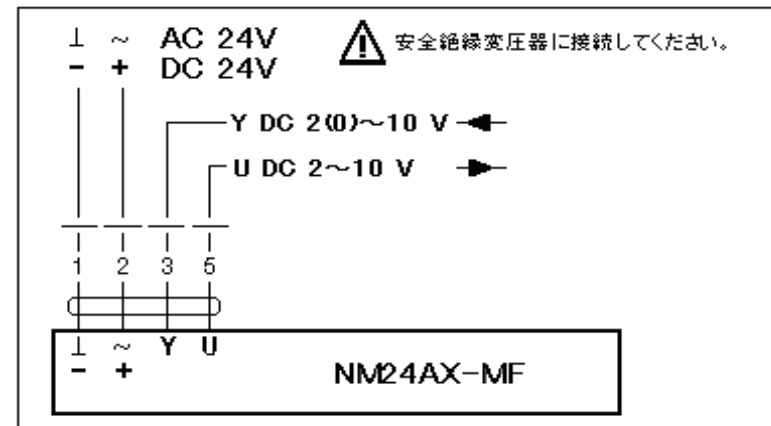 ⊥ ~ AC 24V
- + DC 24V
安全絶縁変圧器に接続してください。
Y DC 2(0)～10 V
U DC 2～10 V
1 2 3 5
⊥ ~ Y U
- +
NM24AX-MF